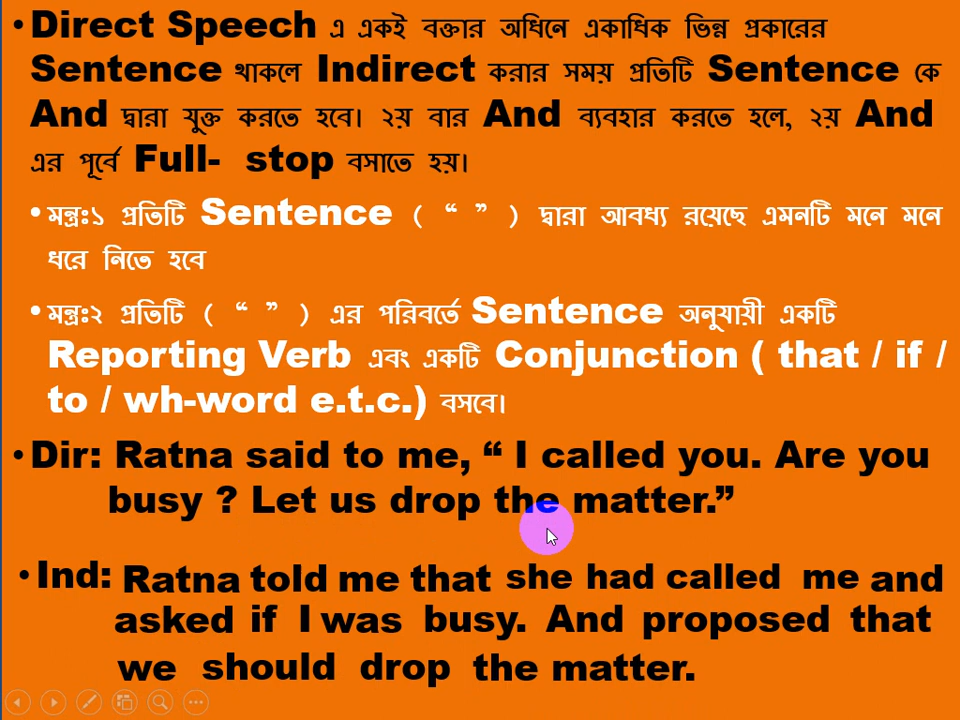 • Direct Speech এ একই বক্তার অধিনে একাধিক ভিন্ন প্রকারের
Sentence থাকলে Indirect করার সময় প্রতিটি Sentence কে
And দ্বারা যুক্ত করতে হবে। ২য় বার And ব্যবহার করতে হলে, ২য় And
এর পূর্বে Full- stop বসাতে হয়।
• মন্ত্রঃ১ প্রতিটি Sentence ( “ ” ) দ্বারা আবধ্য রয়েছে এমনটি মনে মনে
ধরে নিতে হবে
• মন্ত্রঃ২ প্রতিটি ( “ ” ) এর পরিবর্তে Sentence অনুযায়ী একটি
Reporting Verb এবং একটি Conjunction ( that / if /
to / wh-word e.t.c.) বসবে।
• Dir: Ratna said to me, “ I called you. Are you
busy ? Let us drop the matter.”
• Ind: Ratna told me that she had called me and
asked if I was busy. And proposed that
we should drop the matter.